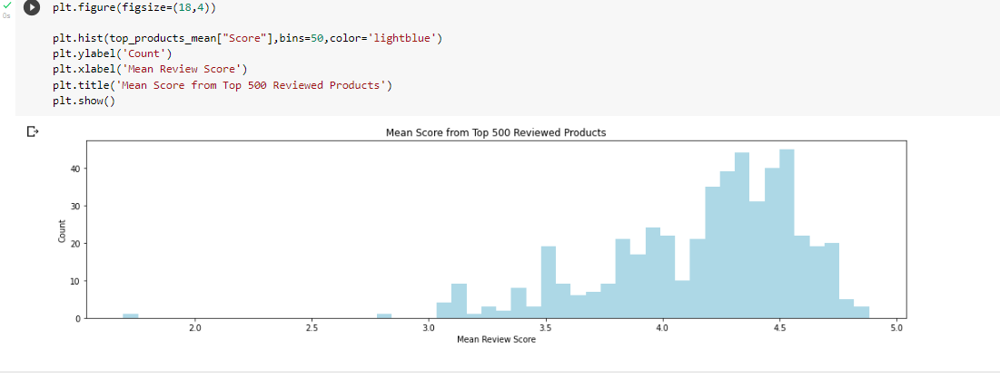 0s
plt.figure(figsize=(18,4))
plt.hist(top_products_mean["Score"],bins=50,color='lightblue')
plt.ylabel('Count')
plt.xlabel('Mean Review Score')
plt.title('Mean Score from Top 500 Reviewed Products')
plt.show()
Mean Score from Top 500 Reviewed Products
40
30
20
10
0
Count
2.0 2.5 3.0 3.5 4.0 4.5 5.0
Mean Review Score